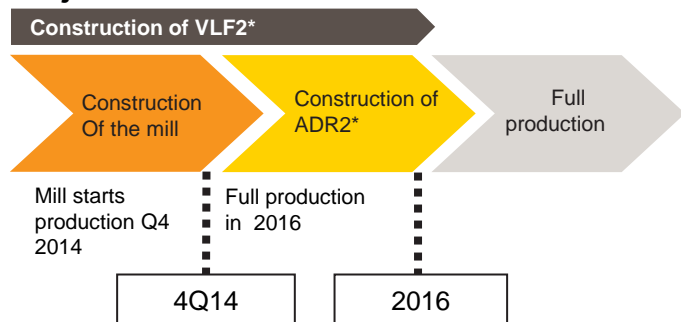 Construction of VLF2*
Construction
Of the mill
Construction of
ADR2*
Full
production
Mill starts
production Q4
2014
Full production
in 2016
4Q14
2016